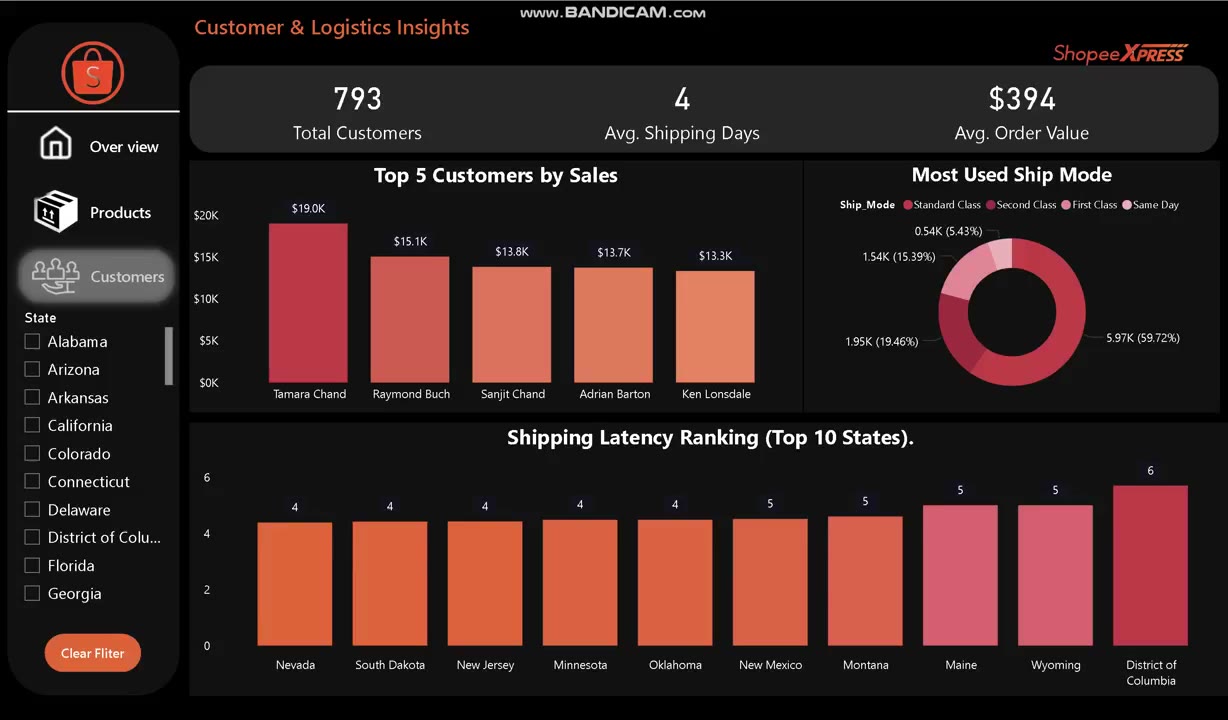 www.BANDICAM.com
Customer & Logistics Insights
Shopee XPRESS
S
Over view
Products
Customers
State
Alabama
Arizona
Arkansas
California
Colorado
Connecticut
Delaware
District of Colu...
Florida
Georgia
Clear Fliter
793
Total Customers
4
Avg. Shipping Days
$394
Avg. Order Value
Top 5 Customers by Sales
$20K
$15K
$10K
$5K
$0K
$19.0K
$15.1K
$13.8K
$13.7K
$13.3K
Tamara Chand
Raymond Buch
Sanjit Chand
Adrian Barton
Ken Lonsdale
Most Used Ship Mode
Ship_Mode Standard Class Second Class First Class Same Day
0.54K (5.43%)
1.54K (15.39%)
1.95K (19.46%)
5.97K (59.72%)
Shipping Latency Ranking (Top 10 States).
6
4
2
0
4
4
4
4
4
5
5
5
5
6
Nevada
South Dakota
New Jersey
Minnesota
Oklahoma
New Mexico
Montana
Maine
Wyoming
District of
Columbia